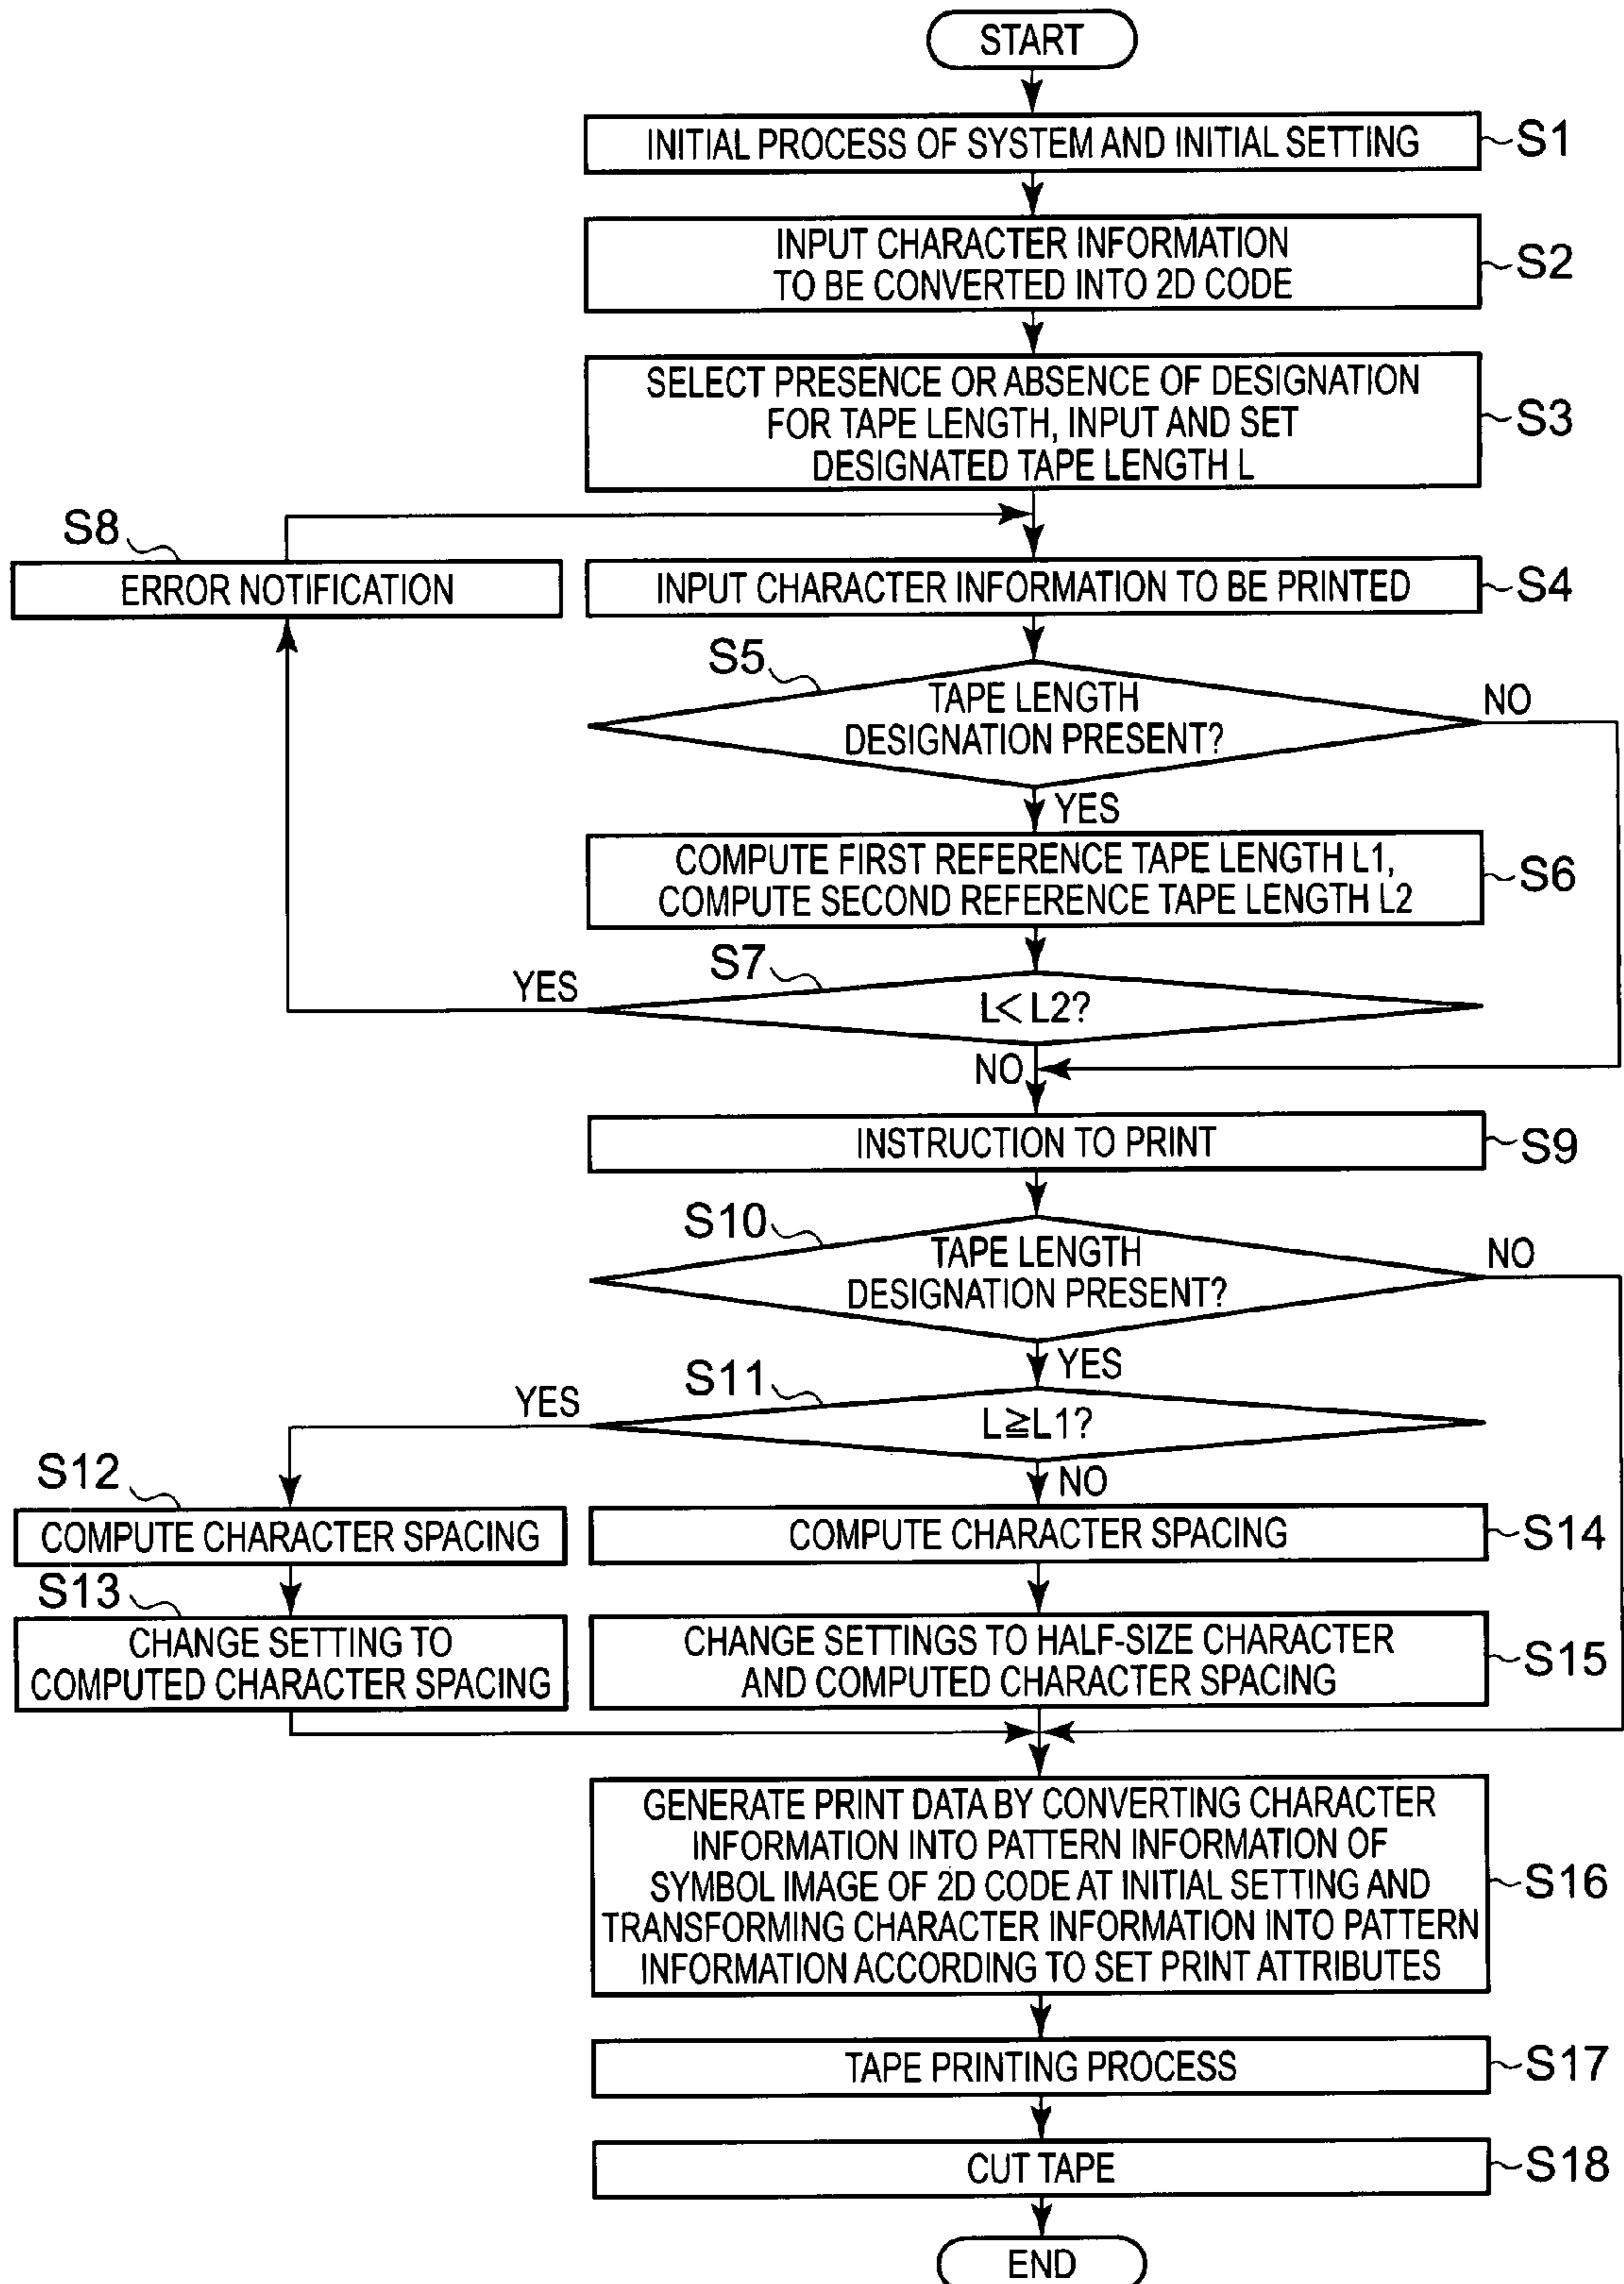 START
INITIAL PROCESS OF SYSTEM AND INITIAL SETTING
S1
INPUT CHARACTER INFORMATION
TO BE CONVERTED INTO 2D CODE
S2
SELECT PRESENCE OR ABSENCE OF DESIGNATION
FOR TAPE LENGTH, INPUT AND SET
DESIGNATED TAPE LENGTH L
S3
S8
ERROR NOTIFICATION
INPUT CHARACTER INFORMATION TO BE PRINTED
S4
S5
TAPE LENGTH
DESIGNATION PRESENT?
NO
YES
COMPUTE FIRST REFERENCE TAPE LENGTH L1,
COMPUTE SECOND REFERENCE TAPE LENGTH L2
S6
S7
YES
L< L2?
NO
INSTRUCTION TO PRINT
S9
S10
TAPE LENGTH
DESIGNATION PRESENT?
NO
YES
S11
YES
L≧L1?
NO
S12
COMPUTE CHARACTER SPACING
COMPUTE CHARACTER SPACING
S14
S13
CHANGE SETTING TO
COMPUTED CHARACTER SPACING
CHANGE SETTINGS TO HALF-SIZE CHARACTER
AND COMPUTED CHARACTER SPACING
S15
GENERATE PRINT DATA BY CONVERTING CHARACTER
INFORMATION INTO PATTERN INFORMATION OF
SYMBOL IMAGE OF 2D CODE AT INITIAL SETTING AND
TRANSFORMING CHARACTER INFORMATION INTO PATTERN
INFORMATION ACCORDING TO SET PRINT ATTRIBUTES
S16
TAPE PRINTING PROCESS
S17
CUT TAPE
S18
END